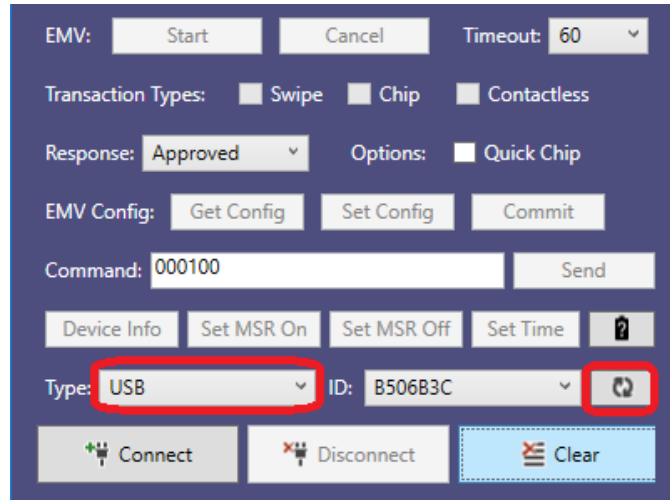 EMV: Start Cancel Timeout: 60
Transaction Types: Swipe Chip Contactless
Response: Approved Options: Quick Chip
EMV Config: Get Config Set Config Commit
Command: 000100 Send
Device Info Set MSR On Set MSR Off Set Time ?
Type: USB ID: B506B3C
Connect Disconnect Clear